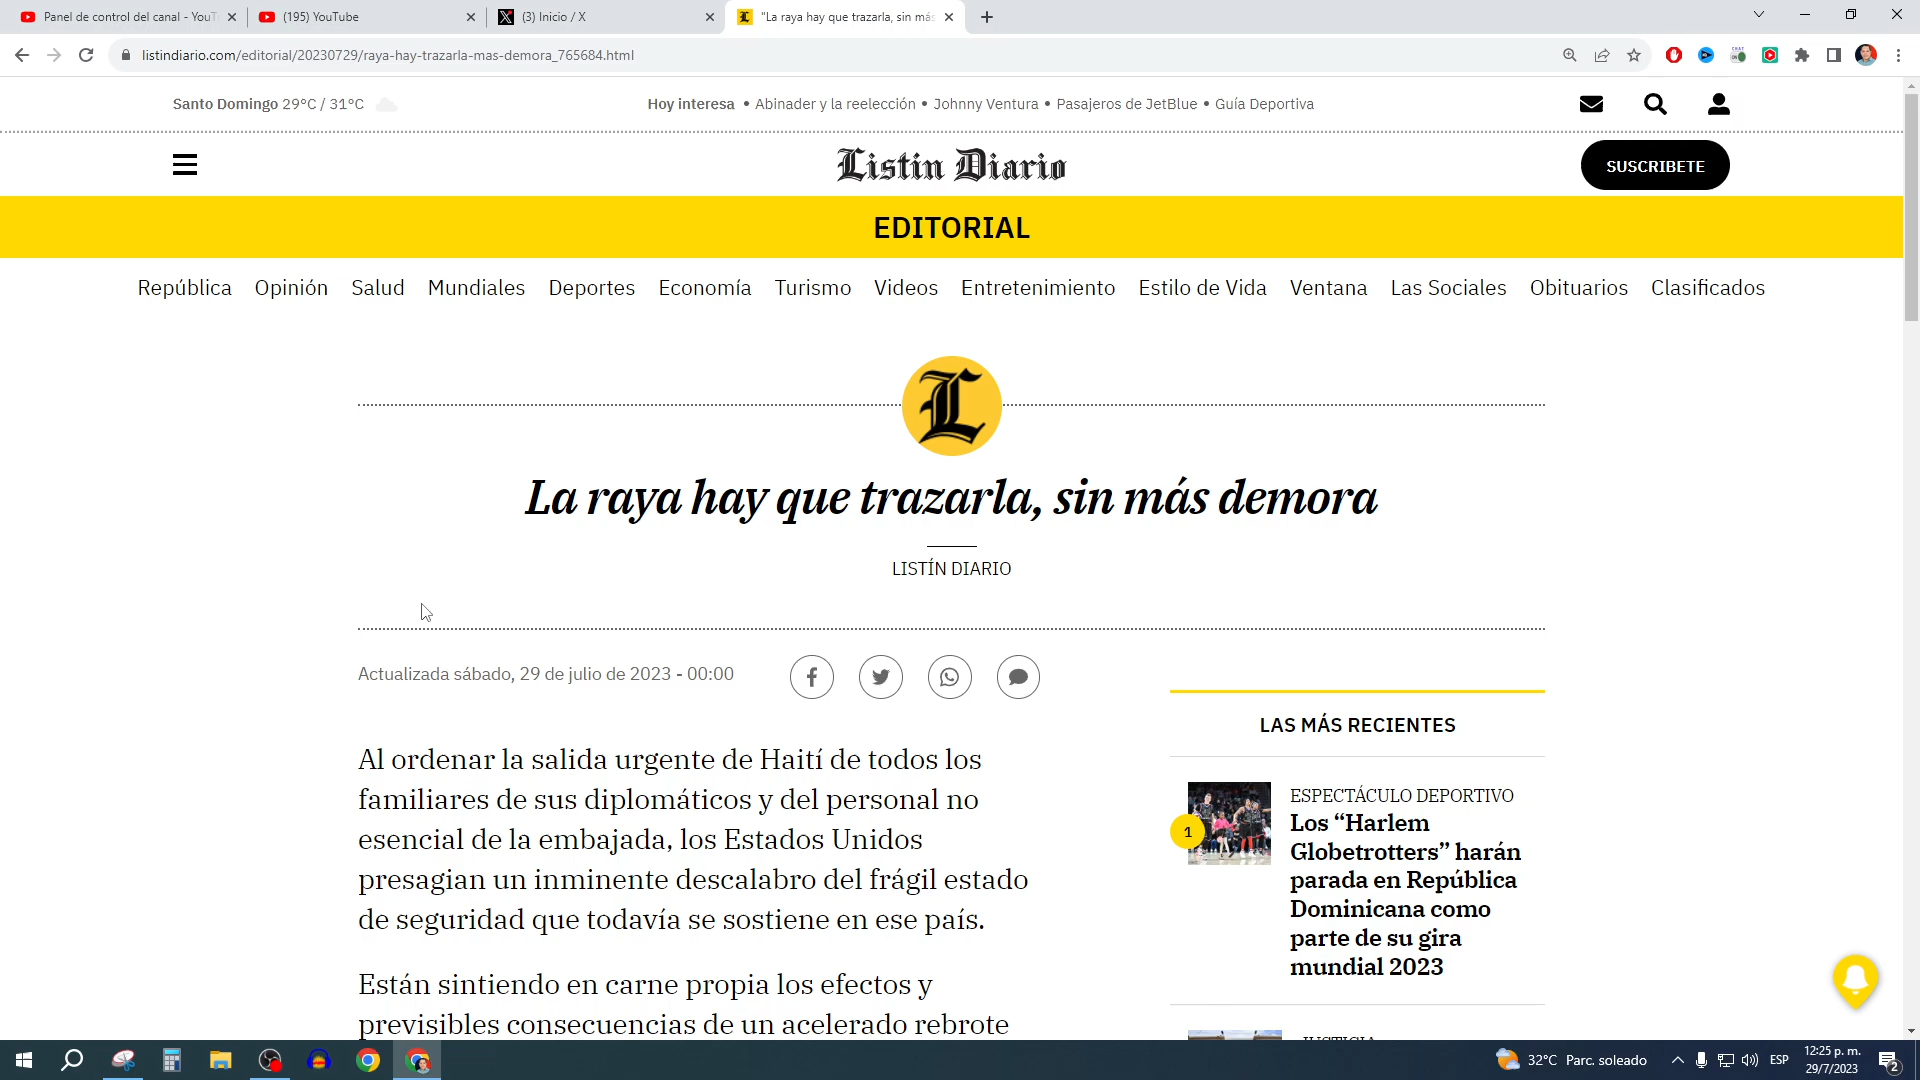 Panel de control del canal - YouT
(195) YouTube
(3) Inicio / X
"La raya hay que trazarla, sin más
listindiario.com/editorial/20230729/raya-hay-trazarla-mas-demora_765684.html
Santo Domingo 29°C / 31°C
Hoy interesa • Abinader y la reelección • Johnny Ventura • Pasajeros de JetBlue • Guía Deportiva
Listin Diario
SUSCRIBETE
EDITORIAL
República Opinión Salud Mundiales Deportes Economía Turismo Videos Entretenimiento Estilo de Vida Ventana Las Sociales Obituarios Clasificados
L
La raya hay que trazarla, sin más demora
LISTÍN DIARIO
Actualizada sábado, 29 de julio de 2023 - 00:00
Al ordenar la salida urgente de Haití de todos los
familiares de sus diplomáticos y del personal no
esencial de la embajada, los Estados Unidos
presagian un inminente descalabro del frágil estado
de seguridad que todavía se sostiene en ese país.
Están sintiendo en carne propia los efectos y
previsibles consecuencias de un acelerado rebrote
LAS MÁS RECIENTES
1
ESPECTÁCULO DEPORTIVO
Los “Harlem
Globetrotters” harán
parada en República
Dominicana como
parte de su gira
mundial 2023
JUSTICIA
32°C Parc. soleado
ESP
12:25 p. m.
29/7/2023
2